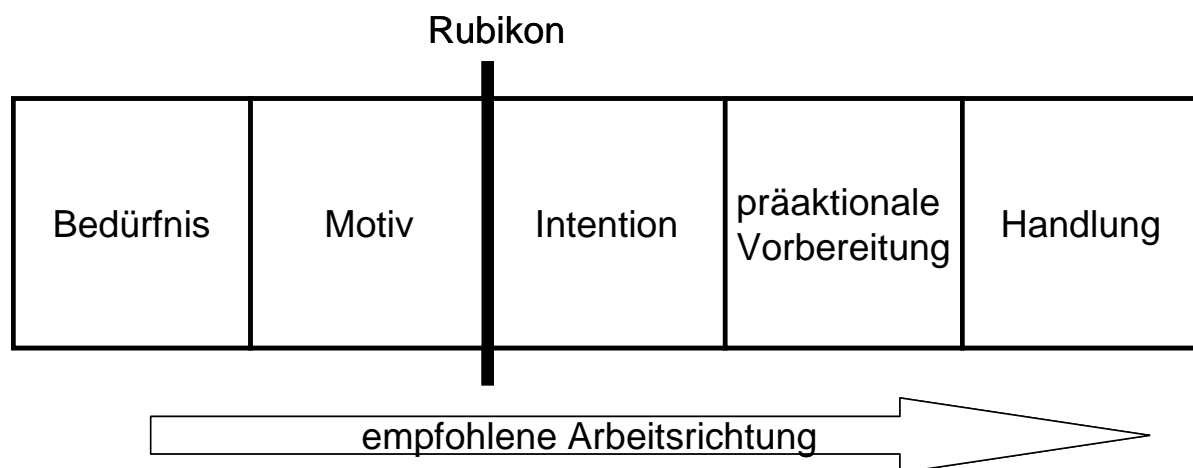 Rubikon
Bedürfnis
Motiv
Intention
präaktionale
Vorbereitung
Handlung
empfohlene Arbeitsrichtung